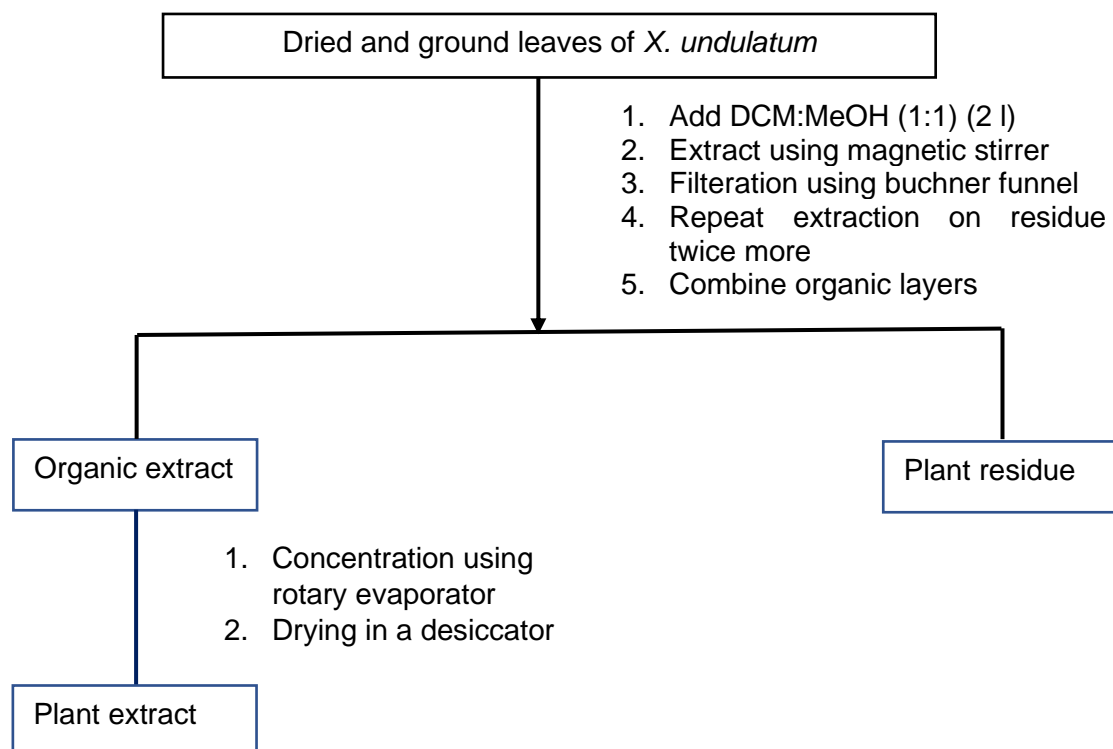 Dried and ground leaves of X. undulatum
1. Add DCM:MeOH (1:1) (2 l)
2. Extract using magnetic stirrer
3. Filteration using buchner funnel
4. Repeat extraction on residue
twice more
5. Combine organic layers
Organic extract
Plant residue
1. Concentration using
rotary evaporator
2. Drying in a desiccator
Plant extract